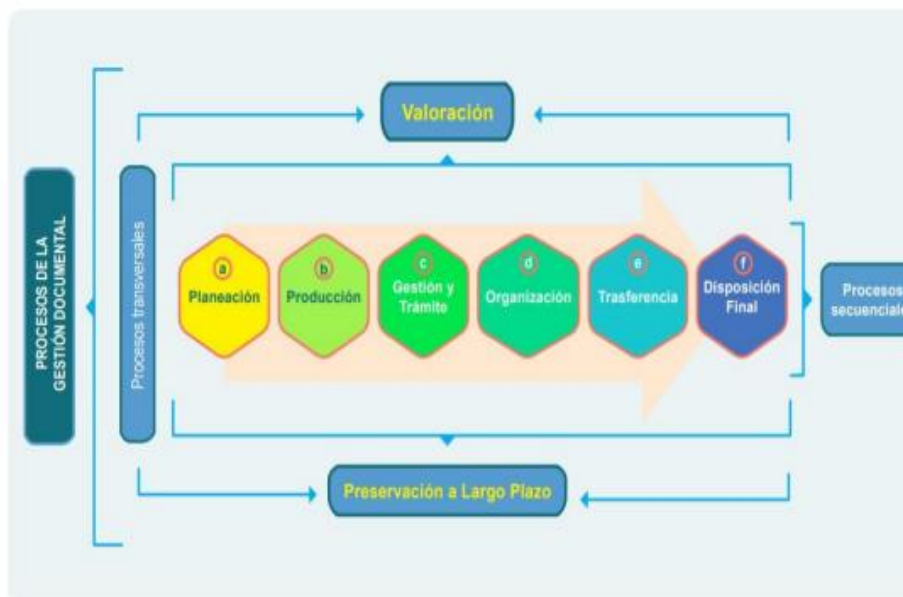 PROCESOS DE LA
GESTIÓN DOCUMENTAL
Procesos transversales
Valoración
a
Planeación
b
Producción
c
Gestión y
Trámite
d
Organización
e
Trasferencia
f
Disposición
Final
Procesos
secuenciale
Preservación a Largo Plazo